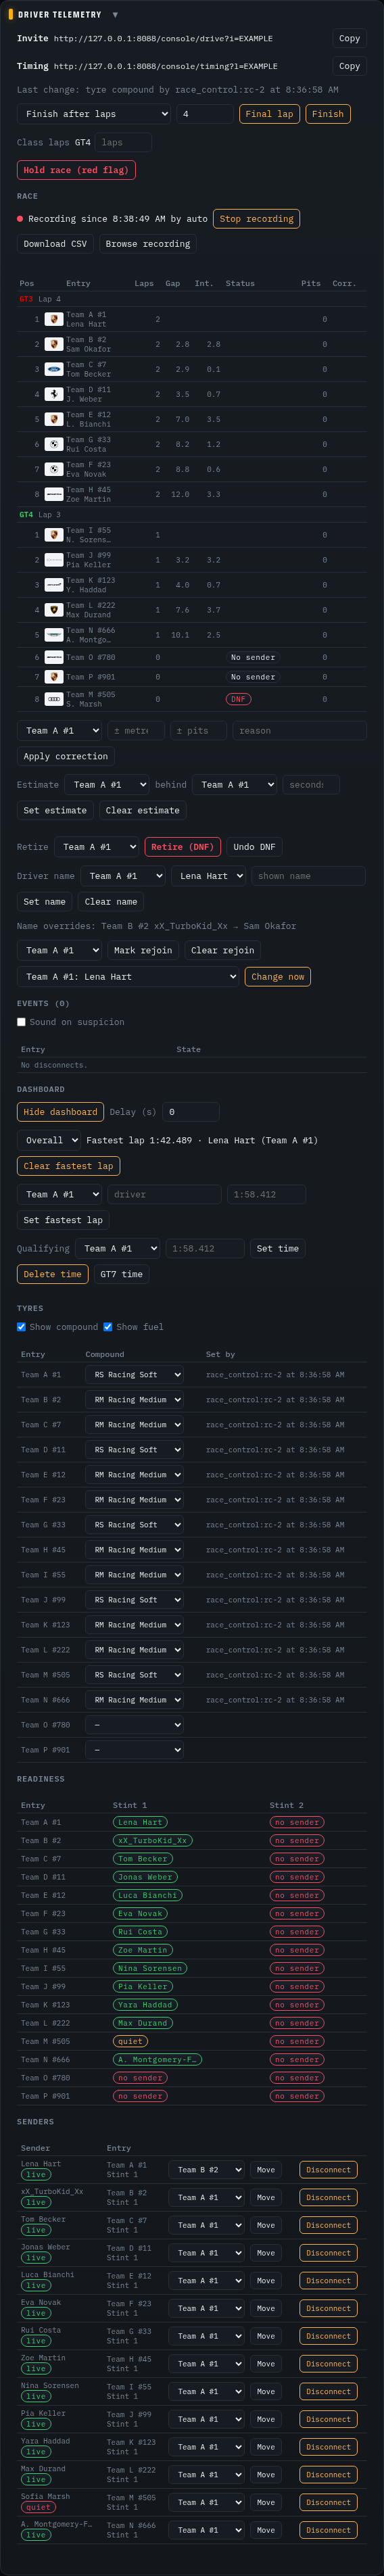 DRIVER TELEMETRY ▼
Invite http://127.0.0.1:8088/console/drive?i=EXAMPLE Copy
Timing http://127.0.0.1:8088/console/timing?l=EXAMPLE Copy
Last change: tyre compound by race_control:rc-2 at 8:36:58 AM
Finish after laps 4 Final lap Finish
Class laps GT4 laps
Hold race (red flag)
RACE
Recording since 8:38:49 AM by auto Stop recording
Download CSV Browse recording
Pos Entry Laps Gap Int. Status Pits Corr.
GT3 Lap 4
1 Team A #1 2 0
Lena Hart
2 Team B #2 2 2.8 2.8 0
Sam Okafor
3 Team C #7 2 2.9 0.1 0
Tom Becker
4 Team D #11 2 3.5 0.7 0
J. Weber
5 Team E #12 2 7.0 3.5 0
L. Bianchi
6 Team G #33 2 8.2 1.2 0
Rui Costa
7 Team F #23 2 8.8 0.6 0
Eva Novak
8 Team H #45 2 12.0 3.3 0
Zoe Martin
GT4 Lap 3
1 Team I #55 1 0
N. Sorens…
2 Team J #99 1 3.2 3.2 0
Pia Keller
3 Team K #123 1 4.0 0.7 0
Y. Haddad
4 Team L #222 1 7.6 3.7 0
Max Durand
5 Team N #666 1 10.1 2.5 0
A. Montgo…
6 Team O #780 0 No sender 0
7 Team P #901 0 No sender 0
8 Team M #505 0 DNF 0
S. Marsh
Team A #1 ± metr ± pits reason
Apply correction
Estimate Team A #1 behind Team A #1 second
Set estimate Clear estimate
Retire Team A #1 Retire (DNF) Undo DNF
Driver name Team A #1 Lena Hart shown name
Set name Clear name
Name overrides: Team B #2 xX_TurboKid_Xx → Sam Okafor
Team A #1 Mark rejoin Clear rejoin
Team A #1: Lena Hart Change now
EVENTS (0)
Sound on suspicion
Entry State
No disconnects.
DASHBOARD
Hide dashboard Delay (s) 0
Overall Fastest lap 1:42.489 · Lena Hart (Team A #1)
Clear fastest lap
Team A #1 driver 1:58.412
Set fastest lap
Qualifying Team A #1 1:58.412 Set time
Delete time GT7 time
TYRES
Show compound Show fuel
Entry Compound Set by
Team A #1 RS Racing Soft race_control:rc-2 at 8:36:58 AM
Team B #2 RM Racing Medium race_control:rc-2 at 8:36:58 AM
Team C #7 RM Racing Medium race_control:rc-2 at 8:36:58 AM
Team D #11 RS Racing Soft race_control:rc-2 at 8:36:58 AM
Team E #12 RM Racing Medium race_control:rc-2 at 8:36:58 AM
Team F #23 RM Racing Medium race_control:rc-2 at 8:36:58 AM
Team G #33 RS Racing Soft race_control:rc-2 at 8:36:58 AM
Team H #45 RM Racing Medium race_control:rc-2 at 8:36:58 AM
Team I #55 RM Racing Medium race_control:rc-2 at 8:36:58 AM
Team J #99 RS Racing Soft race_control:rc-2 at 8:36:58 AM
Team K #123 RM Racing Medium race_control:rc-2 at 8:36:58 AM
Team L #222 RM Racing Medium race_control:rc-2 at 8:36:58 AM
Team M #505 RS Racing Soft race_control:rc-2 at 8:36:58 AM
Team N #666 RM Racing Medium race_control:rc-2 at 8:36:58 AM
Team O #780 —
Team P #901 —
READINESS
Entry Stint 1 Stint 2
Team A #1 Lena Hart no sender
Team B #2 xX_TurboKid_Xx no sender
Team C #7 Tom Becker no sender
Team D #11 Jonas Weber no sender
Team E #12 Luca Bianchi no sender
Team F #23 Eva Novak no sender
Team G #33 Rui Costa no sender
Team H #45 Zoe Martin no sender
Team I #55 Nina Sorensen no sender
Team J #99 Pia Keller no sender
Team K #123 Yara Haddad no sender
Team L #222 Max Durand no sender
Team M #505 quiet no sender
Team N #666 A. Montgomery-F… no sender
Team O #780 no sender no sender
Team P #901 no sender no sender
SENDERS
Sender Entry
Lena Hart Team A #1 Team B #2 Move Disconnect
live Stint 1
xX_TurboKid_Xx Team B #2 Team A #1 Move Disconnect
live Stint 1
Tom Becker Team C #7 Team A #1 Move Disconnect
live Stint 1
Jonas Weber Team D #11 Team A #1 Move Disconnect
live Stint 1
Luca Bianchi Team E #12 Team A #1 Move Disconnect
live Stint 1
Eva Novak Team F #23 Team A #1 Move Disconnect
live Stint 1
Rui Costa Team G #33 Team A #1 Move Disconnect
live Stint 1
Zoe Martin Team H #45 Team A #1 Move Disconnect
live Stint 1
Nina Sorensen Team I #55 Team A #1 Move Disconnect
live Stint 1
Pia Keller Team J #99 Team A #1 Move Disconnect
live Stint 1
Yara Haddad Team K #123 Team A #1 Move Disconnect
live Stint 1
Max Durand Team L #222 Team A #1 Move Disconnect
live Stint 1
Sofia Marsh Team M #505 Team A #1 Move Disconnect
quiet Stint 1
A. Montgomery-F… Team N #666 Team A #1 Move Disconnect
live Stint 1